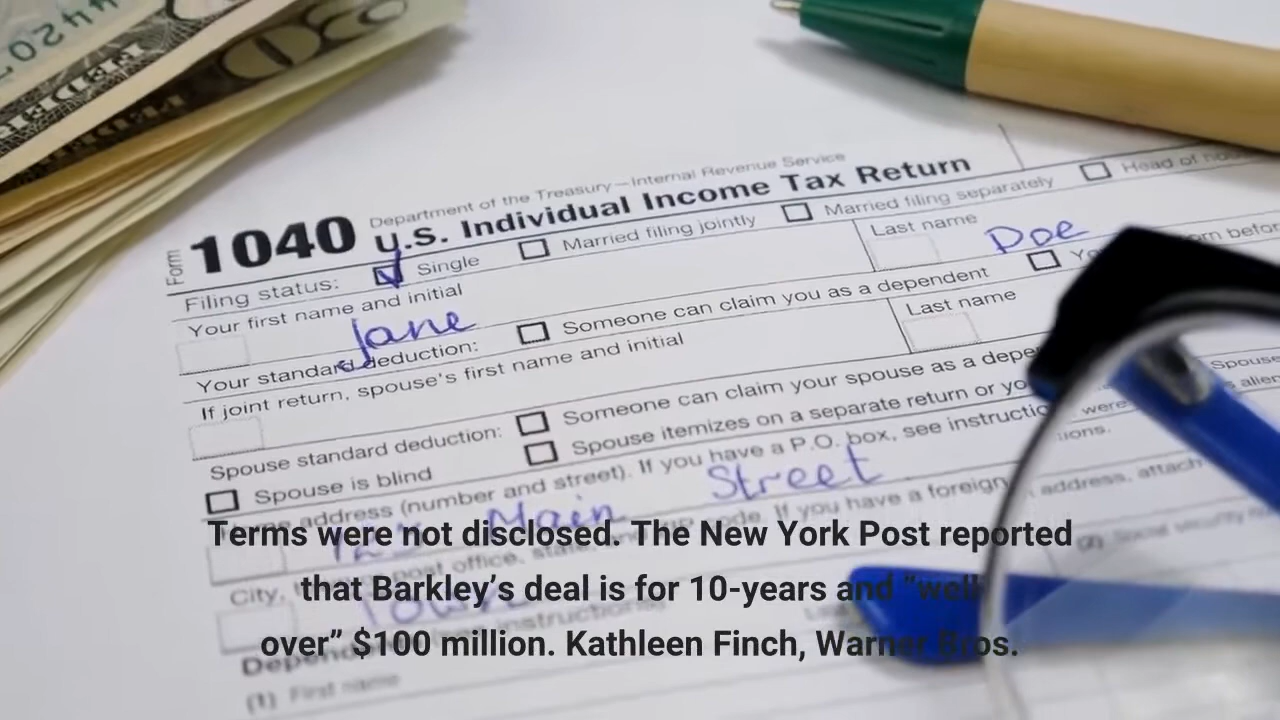 Department of the Treasury—Internal Revenue Service
Form 1040 U.S. Individual Income Tax Return
Filing status: Single Married filing jointly Married filing separately Head of
Your first name and initial Last name
Jane Doe
Your standard deduction: Someone can claim you as a dependent
If joint return, spouse's first name and initial Last name
Spouse standard deduction: Someone can claim your spouse as a
Spouse is blind Spouse itemizes on a separate return or
address (number and street). If you have a P.O. box, see
Main Street
City, post office, If you have a foreign address, attach
Terms were not disclosed. The New York Post reported
that Barkley’s deal is for 10-years and “well
over” $100 million. Kathleen Finch, Warner Bros.
(1) First name